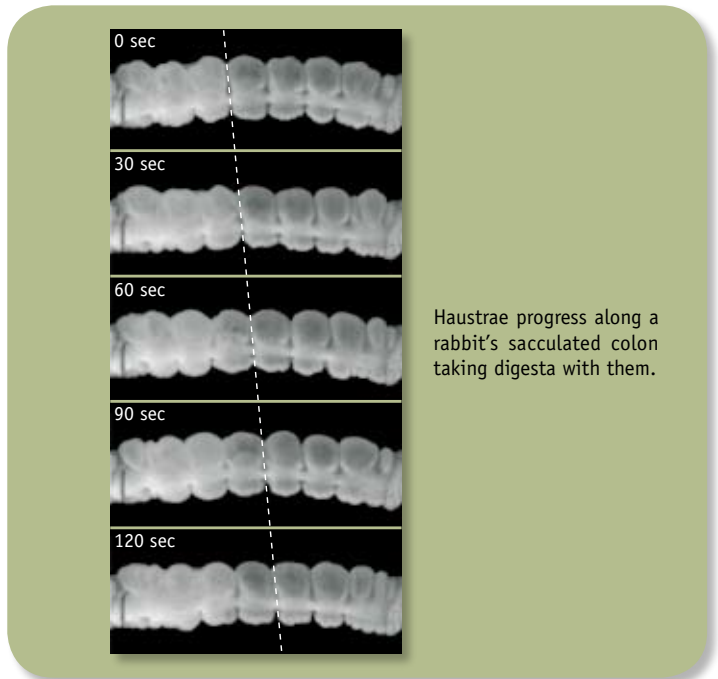 0 sec
30 sec
60 sec
90 sec
120 sec
Haustrae progress along a
rabbit's sacculated colon
taking digesta with them.